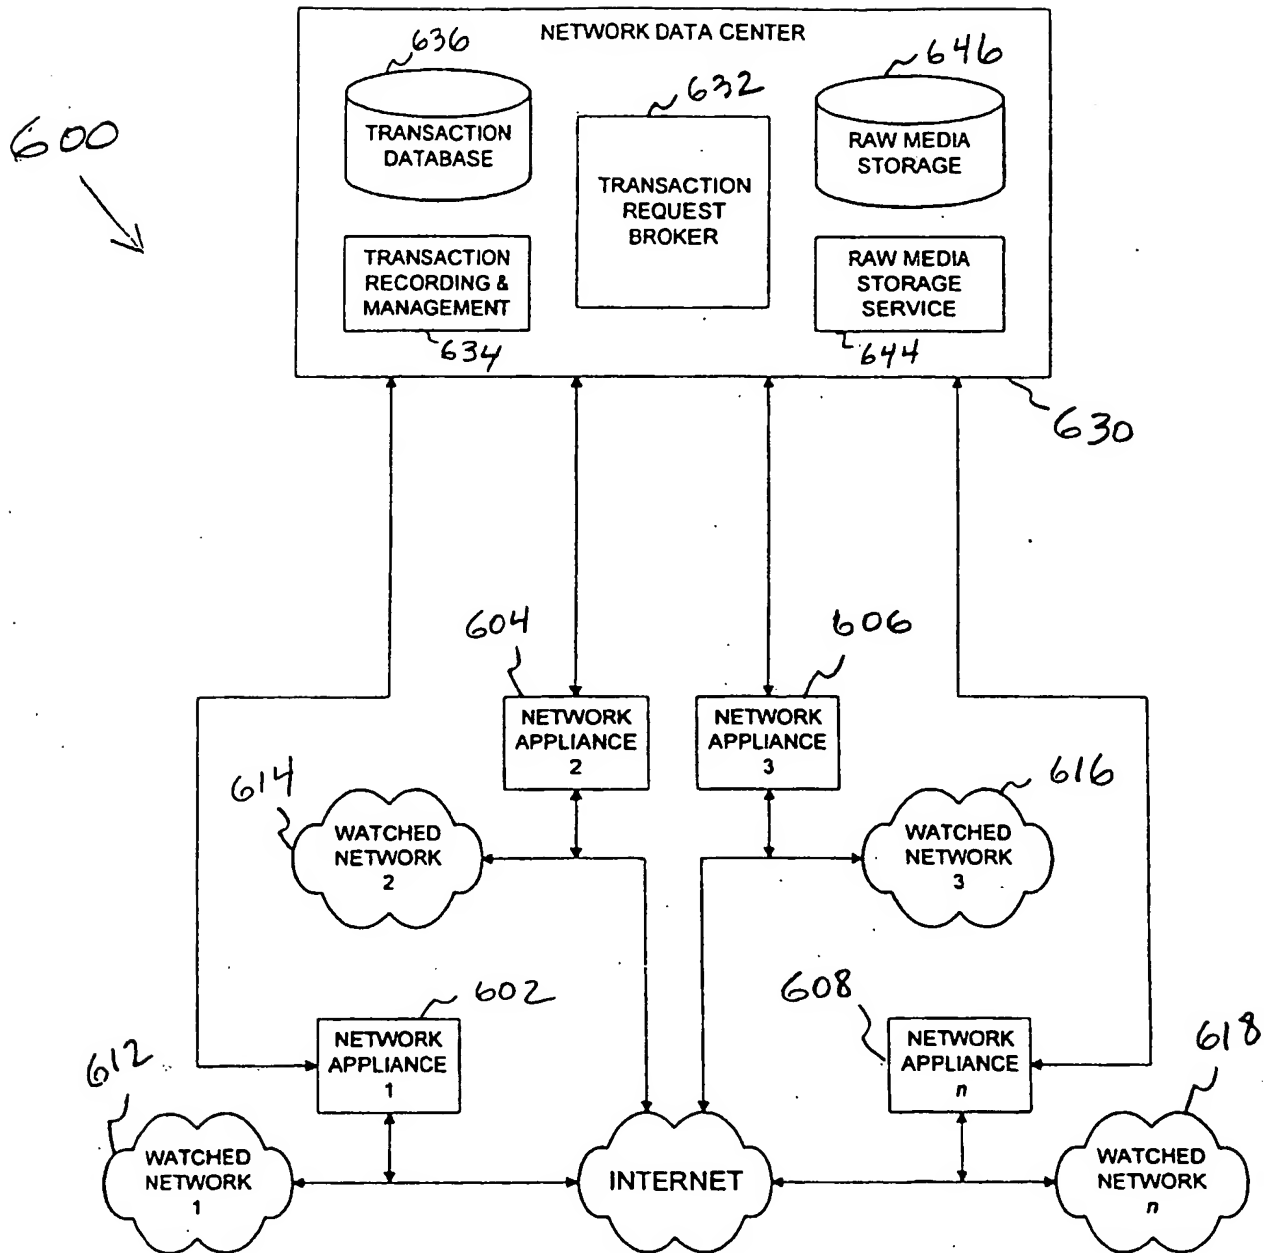 NETWORK DATA CENTER
636
632
646
600
TRANSACTION
DATABASE
TRANSACTION
REQUEST
BROKER
RAW MEDIA
STORAGE
TRANSACTION
RECORDING &
MANAGEMENT
RAW MEDIA
STORAGE
SERVICE
634
644
630
604
606
NETWORK
APPLIANCE
2
NETWORK
APPLIANCE
3
614
616
WATCHED
NETWORK
2
WATCHED
NETWORK
3
602
608
612
618
NETWORK
APPLIANCE
1
NETWORK
APPLIANCE
n
WATCHED
NETWORK
1
INTERNET
WATCHED
NETWORK
n